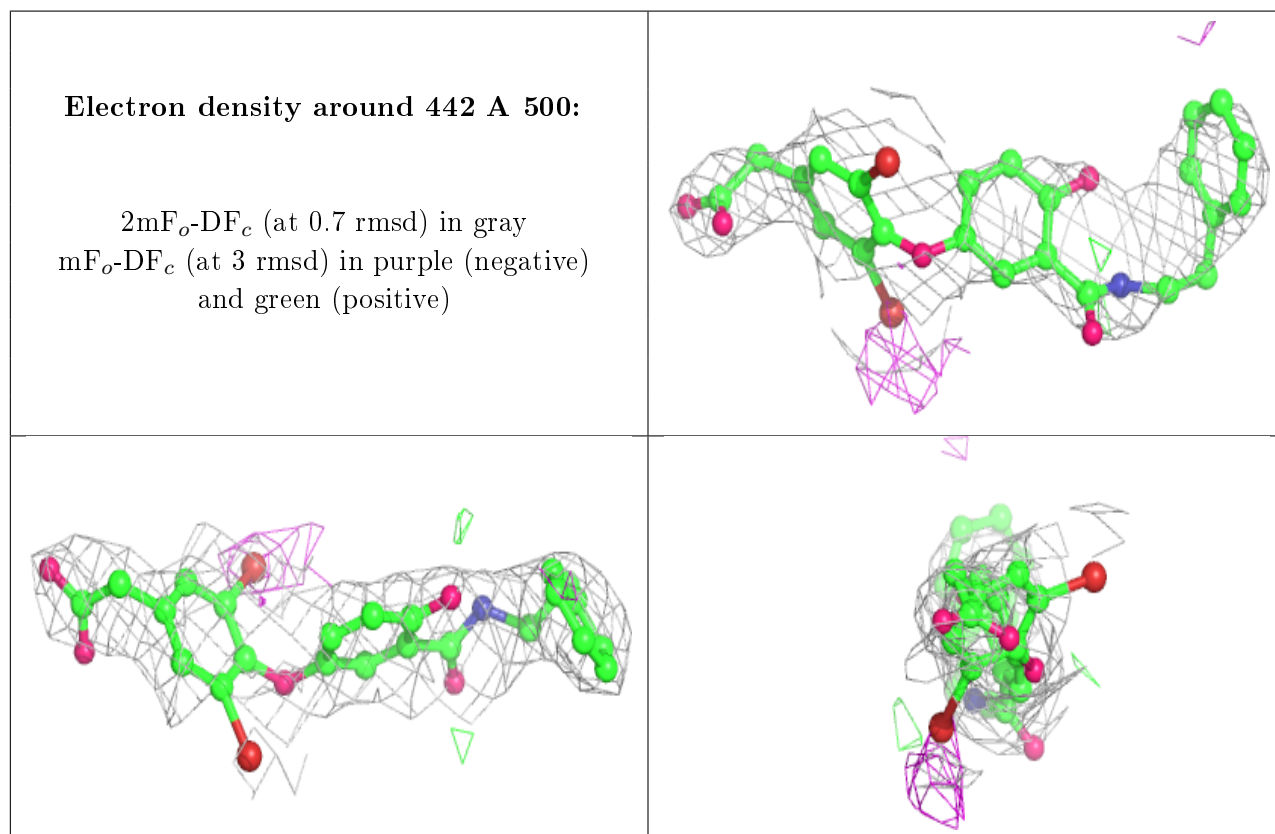 Electron density around 442 A 500:
2mFo-DFc (at 0.7 rmsd) in gray
mFo-DFc (at 3 rmsd) in purple (negative)
and green (positive)